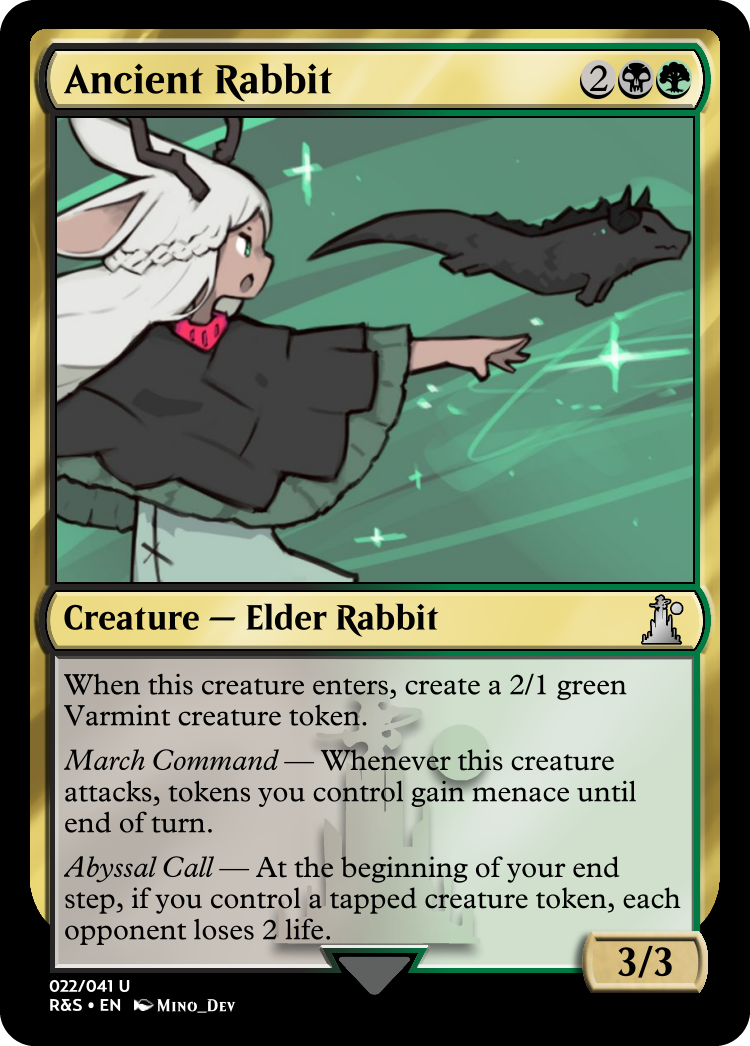 Ancient Rabbit
2
Creature — Elder Rabbit
When this creature enters, create a 2/1 green
Varmint creature token.
March Command — Whenever this creature
attacks, tokens you control gain menace until
end of turn.
Abyssal Call — At the beginning of your end
step, if you control a tapped creature token, each
opponent loses 2 life.
3/3
022/041 U
R&S • EN Mino_Dev